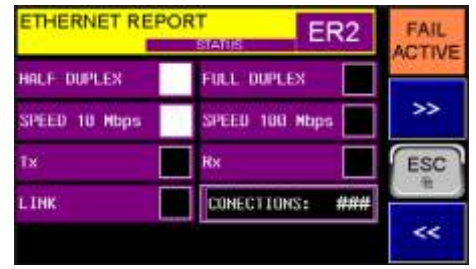 ETHERNET REPORT
STATUS
ER2
FAIL
ACTIVE
HALF DUPLEX
FULL DUPLEX
SPEED 10 Mbps
SPEED 100 Mbps
>>
Tx
Rx
ESC
LINK
CONECTIONS: ###
<<